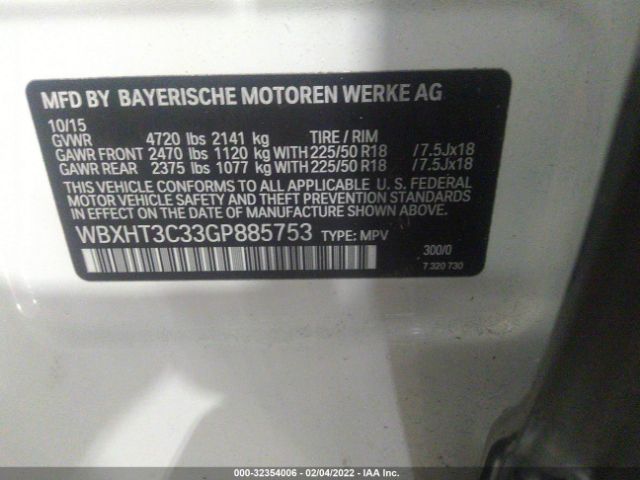 MFD BY BAYERISCHE MOTOREN WERKE AG
10/15
GVWR 4720 lbs 2141 kg TIRE / RIM
GAWR FRONT 2470 lbs 1120 kg WITH 225/50 R18 /7.5Jx18
GAWR REAR 2375 lbs 1077 kg WITH 225/50 R18 /7.5Jx18
THIS VEHICLE CONFORMS TO ALL APPLICABLE U. S. FEDERAL
MOTOR VEHICLE SAFETY AND THEFT PREVENTION STANDARDS
IN EFFECT ON THE DATE OF MANUFACTURE SHOWN ABOVE.
WBXHT3C33GP885753 TYPE: MPV
300/0
7 320 730
000-32354006 - 02/04/2022 - IAA Inc.